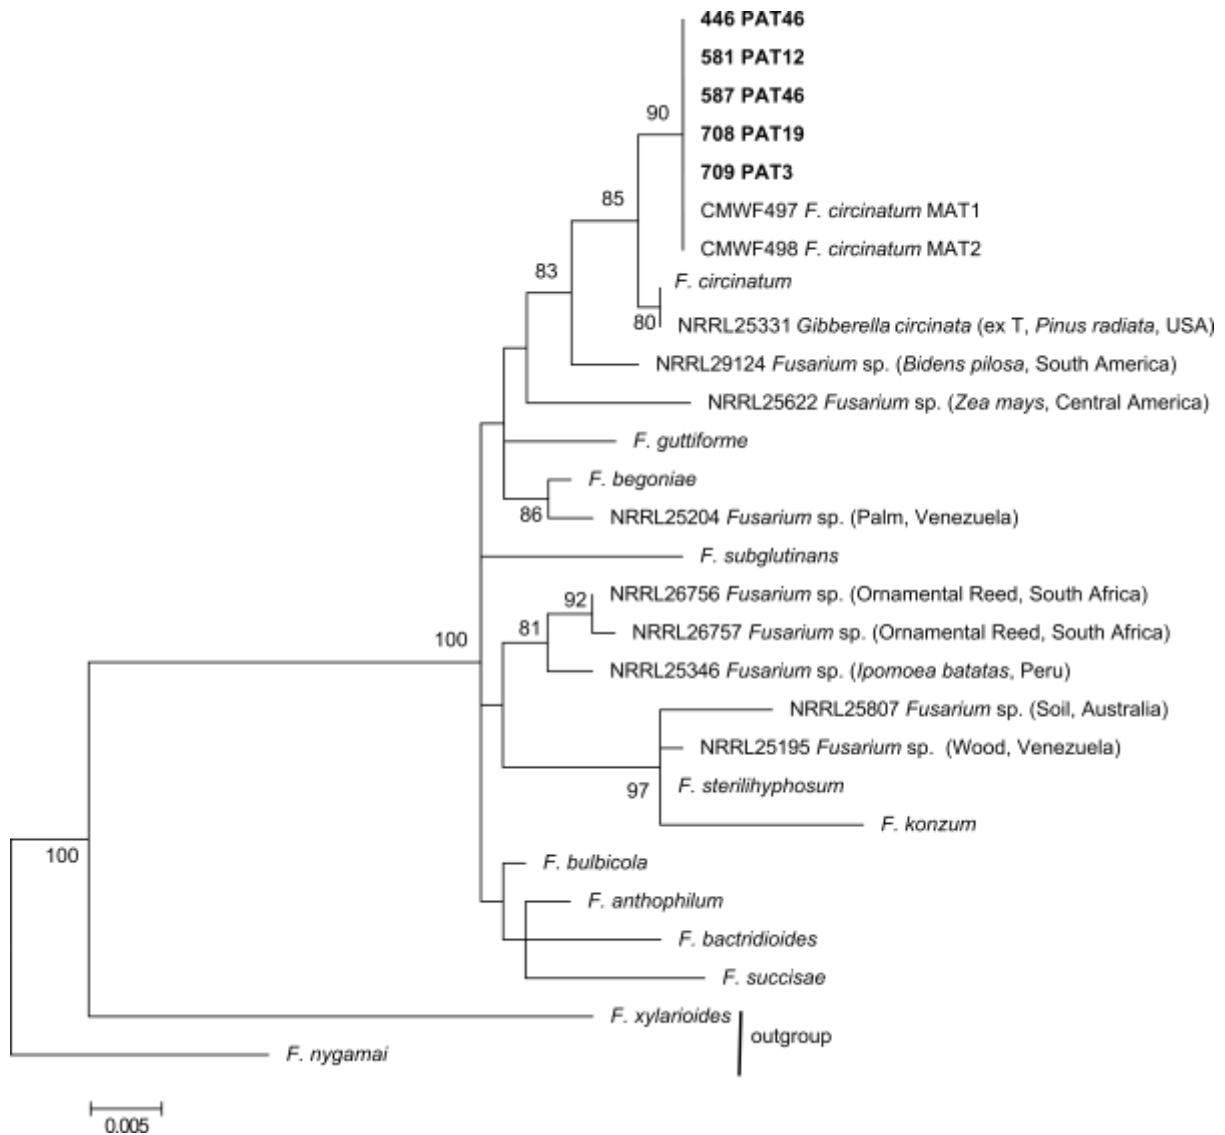 446 PAT46
581 PAT12
587 PAT46
90
708 PAT19
709 PAT3
85
CMWF497 F. circinatum MAT1
CMWF498 F. circinatum MAT2
83
F. circinatum
80
NRRL25331 Gibberella circinata (ex T, Pinus radiata, USA)
NRRL29124 Fusarium sp. (Bidens pilosa, South America)
NRRL25622 Fusarium sp. (Zea mays, Central America)
F. guttiforme
F. begoniae
86
NRRL25204 Fusarium sp. (Palm, Venezuela)
F. subglutinans
92
NRRL26756 Fusarium sp. (Ornamental Reed, South Africa)
100
81
NRRL26757 Fusarium sp. (Ornamental Reed, South Africa)
NRRL25346 Fusarium sp. (Ipomoea batatas, Peru)
NRRL25807 Fusarium sp. (Soil, Australia)
NRRL25195 Fusarium sp. (Wood, Venezuela)
97
F. sterilihyphosum
F. konzum
100
F. bulbicola
F. anthophilum
F. bactridioides
F. succisae
F. xylarioides
outgroup
F. nygamai
0.005